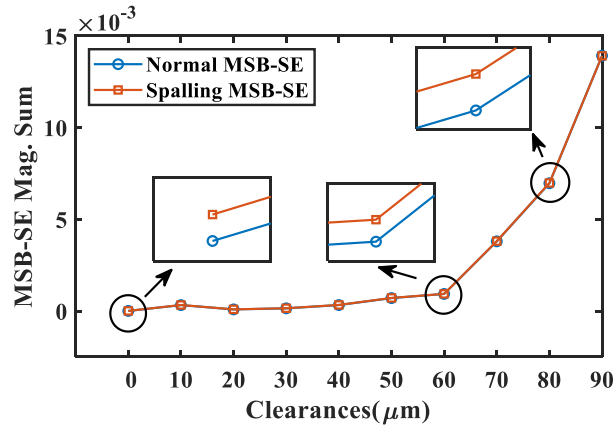 ×10⁻³
15
10
5
0
MSB-SE Mag. Sum
Normal MSB-SE
Spalling MSB-SE
0 10 20 30 40 50 60 70 80 90
Clearances(μm)